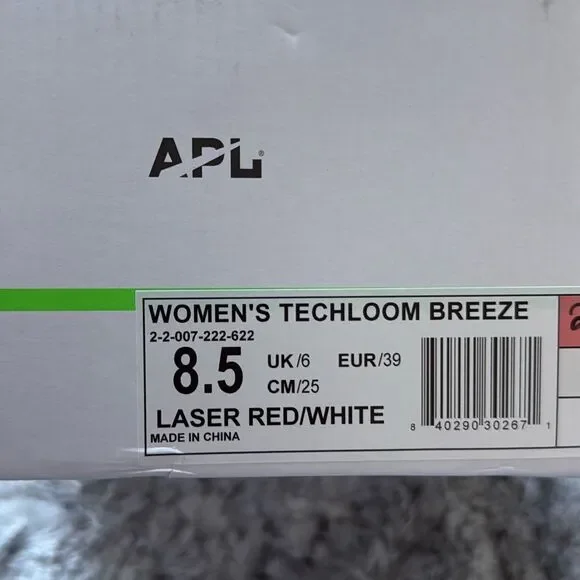 APL®
WOMEN'S TECHLOOM BREEZE
2-2-007-222-622
8.5 UK/6 EUR/39
CM/25
LASER RED/WHITE
MADE IN CHINA
8 40290 30267 1